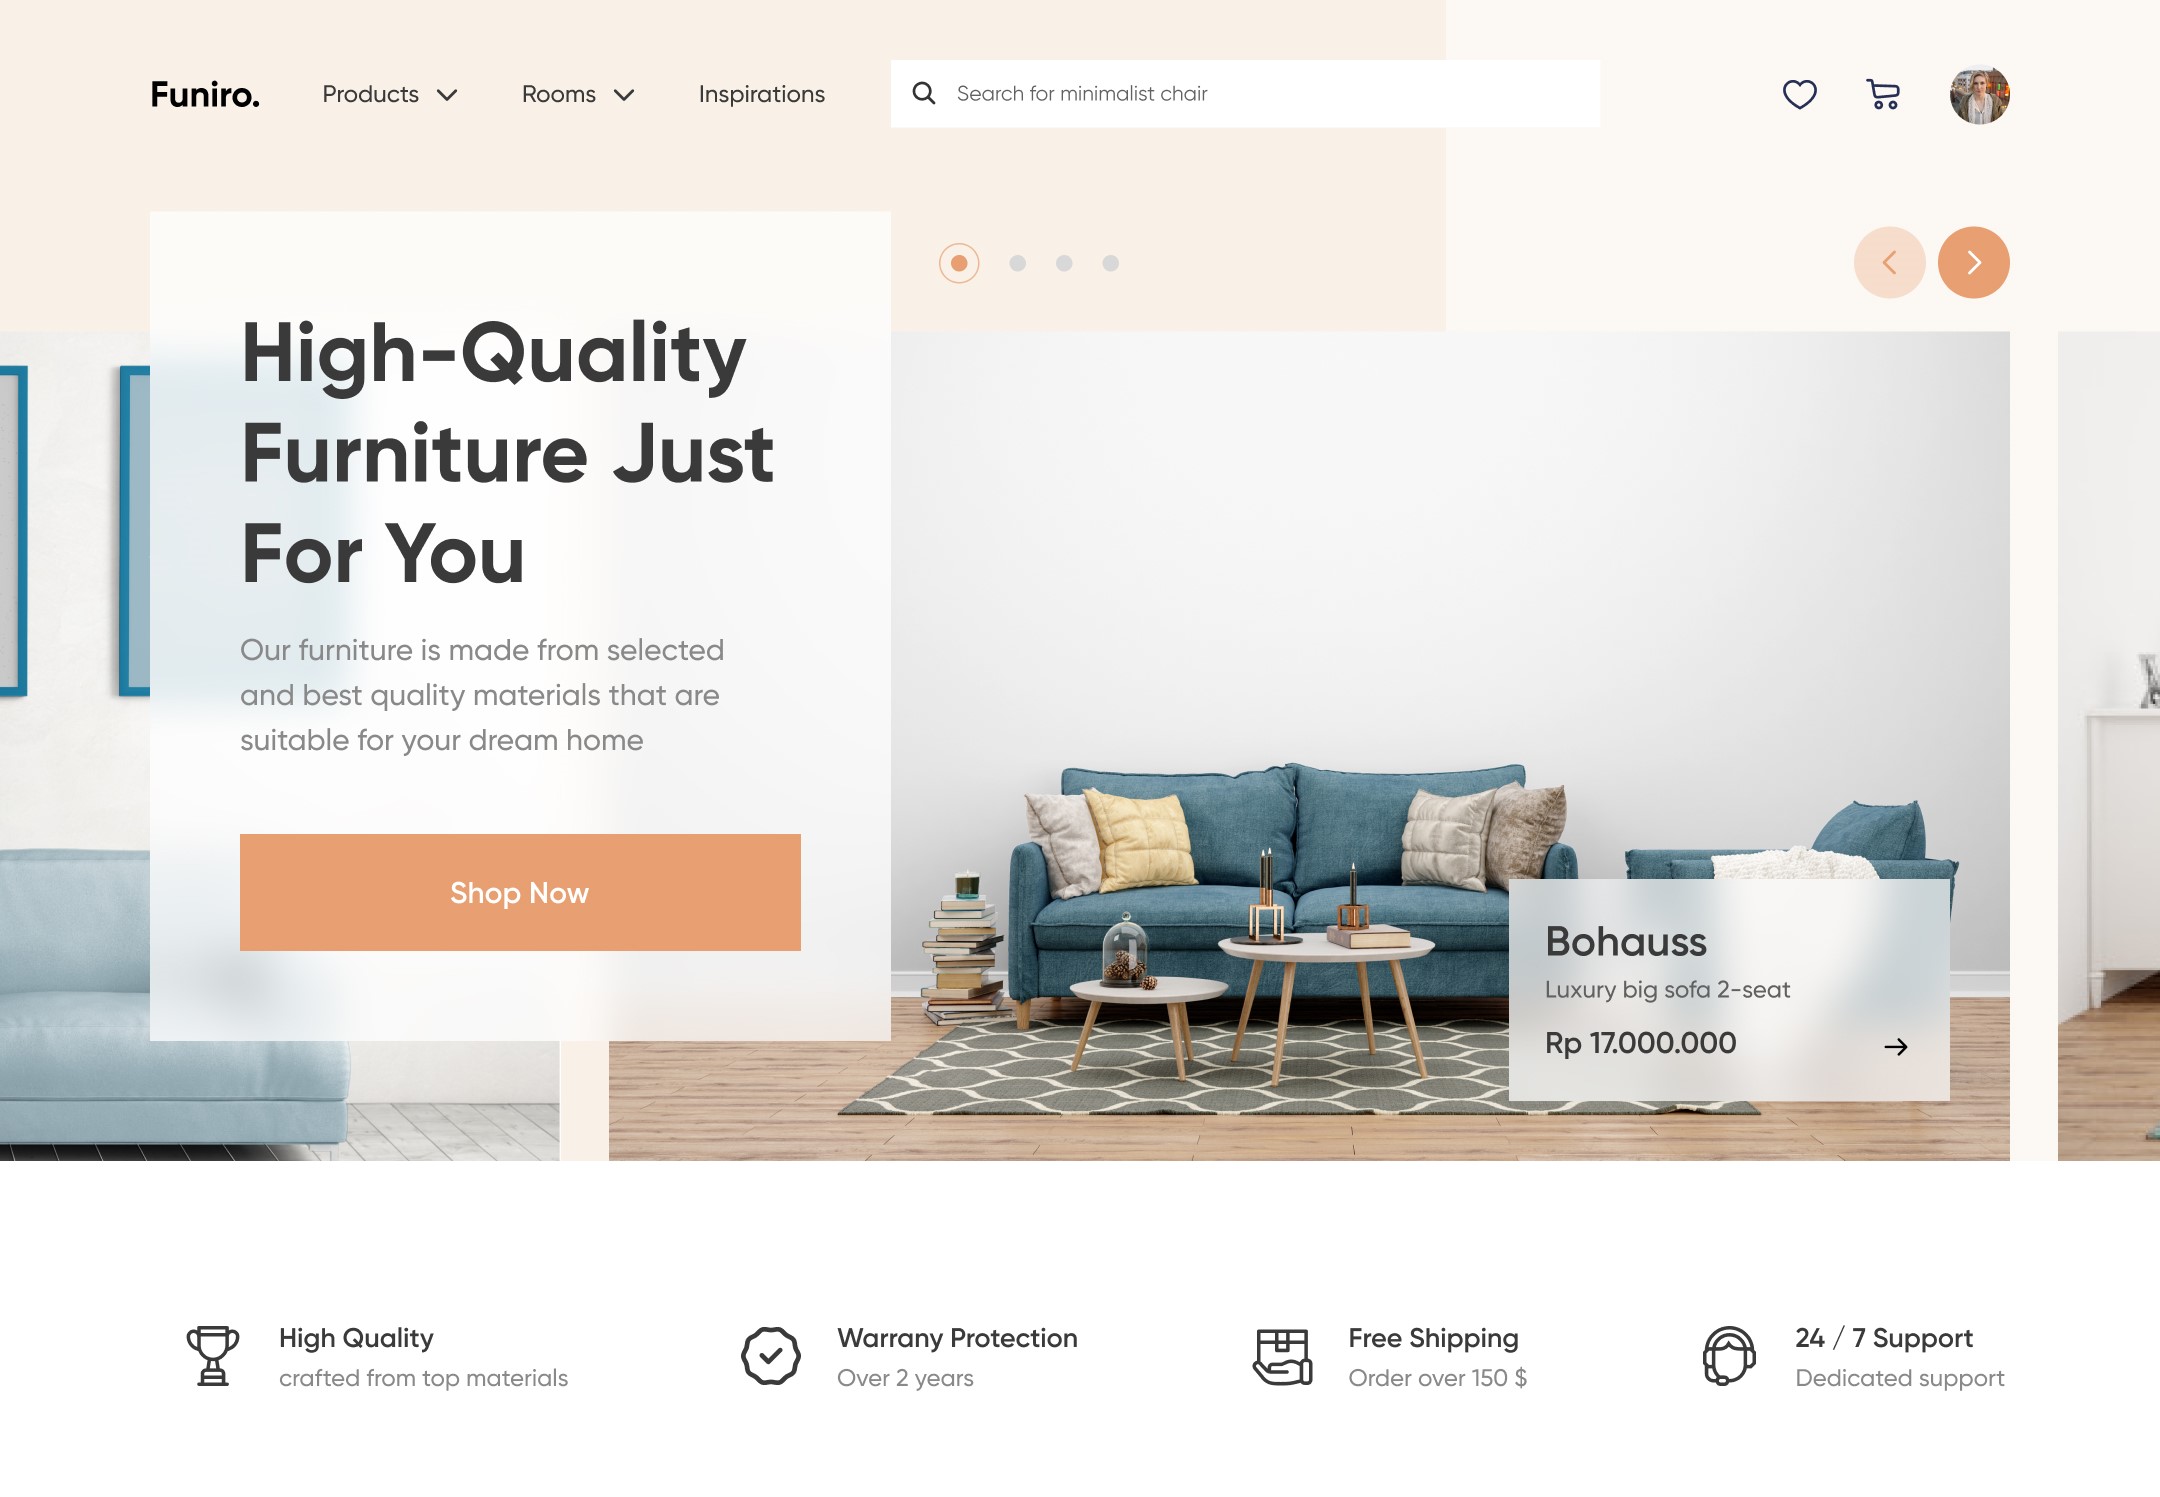 Funiro.
Products
Rooms
Inspirations
Search for minimalist chair
High-Quality
Furniture Just
For You
Our furniture is made from selected
and best quality materials that are
suitable for your dream home
Shop Now
Bohauss
Luxury big sofa 2-seat
Rp 17.000.000
High Quality
crafted from top materials
Warrany Protection
Over 2 years
Free Shipping
Order over 150 $
24 / 7 Support
Dedicated support